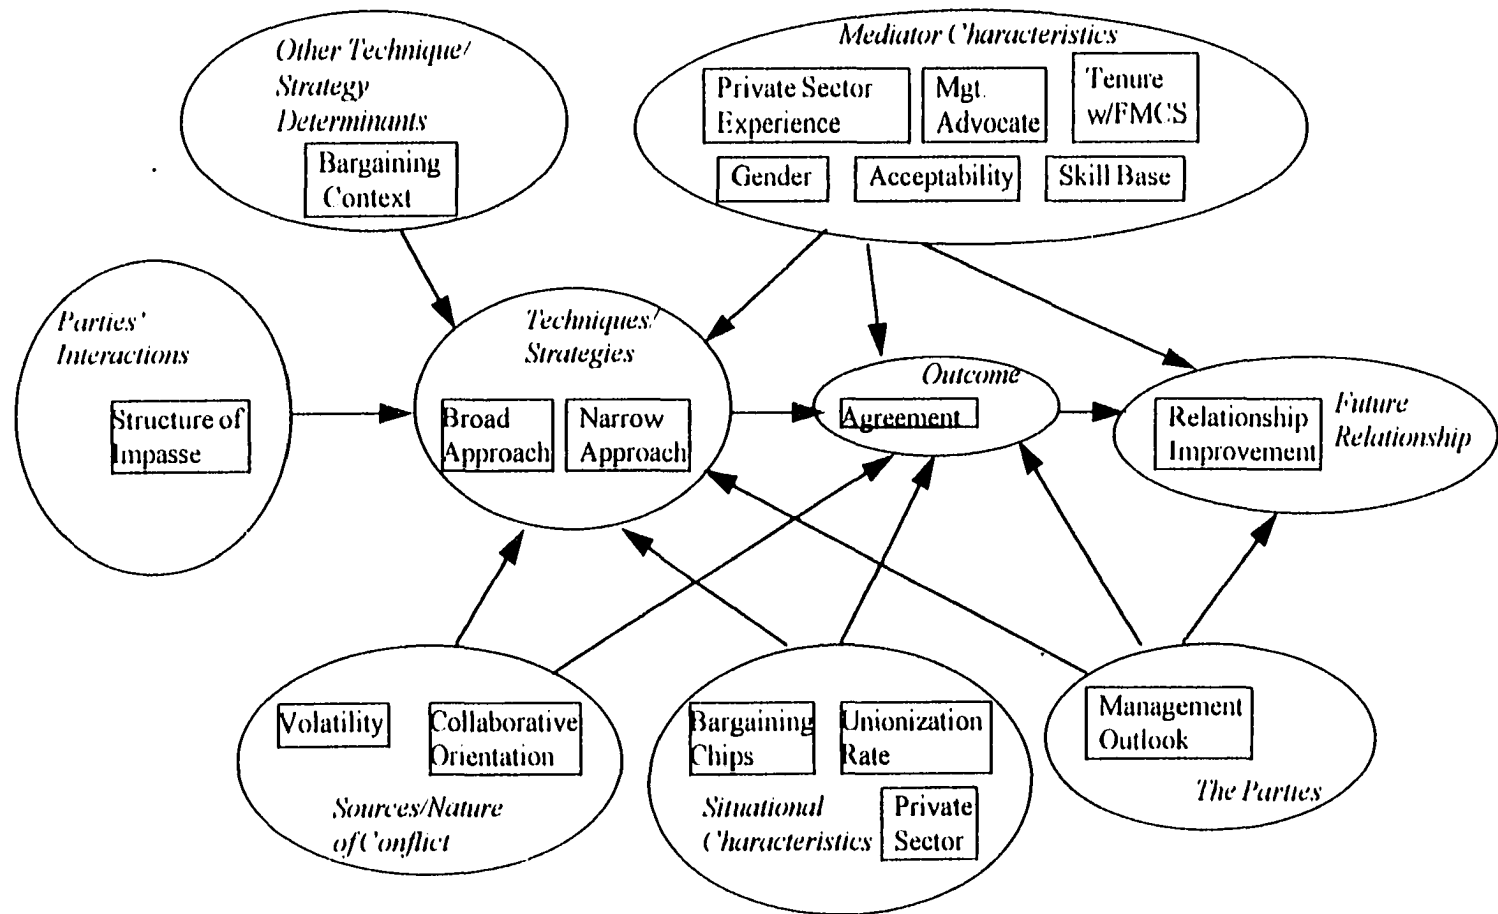 Other Technique/
Strategy
Determinants
Bargaining
Context
Mediator Characteristics
Private Sector
Experience
Mgt.
Advocate
Tenure
w/FMCS
Gender
Acceptability
Skill Base
Parties'
Interactions
Structure of
Impasse
Techniques/
Strategies
Broad
Approach
Narrow
Approach
Outcome
Agreement
Relationship
Improvement
Future
Relationship
Volatility
Collaborative
Orientation
Sources/Nature
of Conflict
Bargaining
Chips
Unionization
Rate
Situational
Characteristics
Private
Sector
Management
Outlook
The Parties